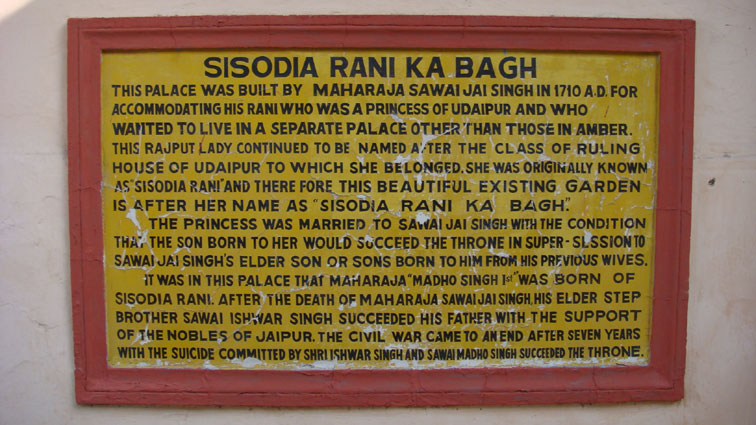 SISODIA RANI KA BAGH
THIS PALACE WAS BUILT BY MAHARAJA SAWAI JAI SINGH IN 1710 A.D. FOR
ACCOMMODATING HIS RANI WHO WAS A PRINCESS OF UDAIPUR AND WHO
WANTED TO LIVE IN A SEPARATE PALACE OTHER THAN THOSE IN AMBER.
THIS RAJPUT LADY CONTINUED TO BE NAMED AFTER THE CLASS OF RULING
HOUSE OF UDAIPUR TO WHICH SHE BELONGED. SHE WAS ORIGINALLY KNOWN
AS "SISODIA RANI" AND THERE FORE THIS BEAUTIFUL EXISTING GARDEN
IS AFTER HER NAME AS "SISODIA RANI KA BAGH".
THE PRINCESS WAS MARRIED TO SAWAI JAI SINGH WITH THE CONDITION
THAT THE SON BORN TO HER WOULD SUCCEED THE THRONE IN SUPER-SESSION TO
SAWAI JAI SINGH'S ELDER SON OR SONS BORN TO HIM FROM HIS PREVIOUS WIVES.
IT WAS IN THIS PALACE THAT MAHARAJA "MADHO SINGH Ist" WAS BORN OF
SISODIA RANI. AFTER THE DEATH OF MAHARAJA SAWAI JAI SINGH, HIS ELDER STEP
BROTHER SAWAI ISHWAR SINGH SUCCEEDED HIS FATHER WITH THE SUPPORT
OF THE NOBLES OF JAIPUR. THE CIVIL WAR CAME TO AN END AFTER SEVEN YEARS
WITH THE SUICIDE COMMITTED BY SHRI ISHWAR SINGH AND SAWAI MADHO SINGH SUCCEEDED THE THRONE.